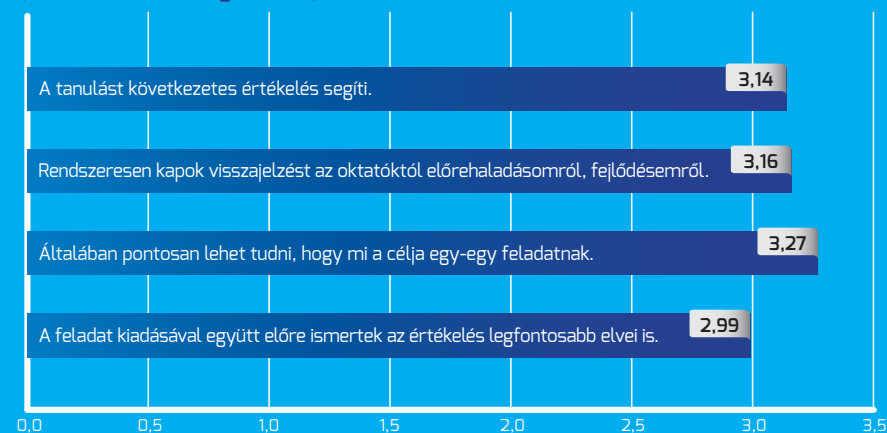 A tanulást következetes értékelés segíti.
3,14
Rendszeresen kapok visszajelzést az oktatóktól előrehaladásomról, fejlődésemről.
3,16
Általában pontosan lehet tudni, hogy mi a célja egy-egy feladatnak.
3,27
A feladat kiadásával együtt előre ismertek az értékelés legfontosabb elvei is.
2,99
0,0 0,5 1,0 1,5 2,0 2,5 3,0 3,5